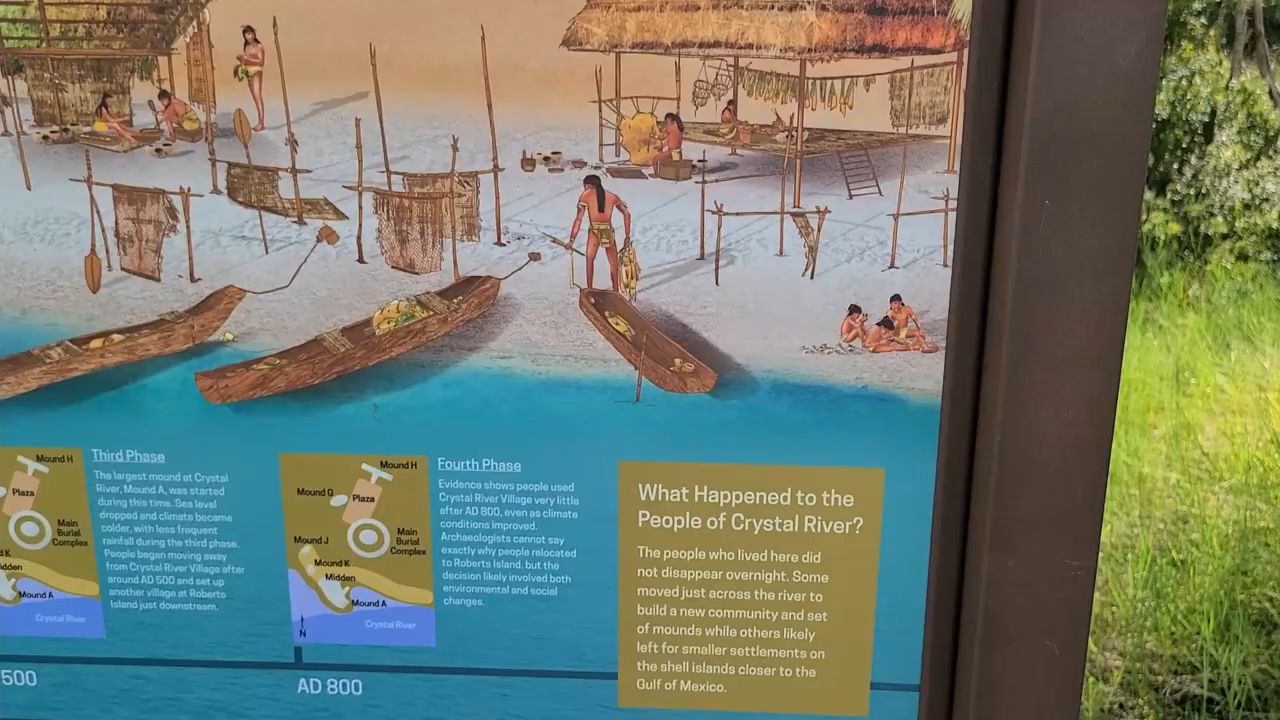 Mound H
Plaza
Main
Burial
Complex
Mound A
Crystal River
Third Phase
The largest mound at Crystal
River, Mound A, was started
during this time. Sea level
dropped and climate became
colder, with less frequent
rainfall during the third phase.
People began moving away
from Crystal River Village after
around AD 500 and set up
another village at Roberts
Island just downstream.
Mound H
Mound G
Plaza
Main
Burial
Complex
Mound J
Mound K
Midden
Mound A
Crystal River
N
Fourth Phase
Evidence shows people used
Crystal River Village very little
after AD 800, even as climate
conditions improved.
Archaeologists cannot say
exactly why people relocated
to Roberts Island, but the
decision likely involved both
environmental and social
changes.
What Happened to the
People of Crystal River?
The people who lived here did
not disappear overnight. Some
moved just across the river to
build a new community and set
of mounds while others likely
left for smaller settlements on
the shell islands closer to the
Gulf of Mexico.
500
AD 800